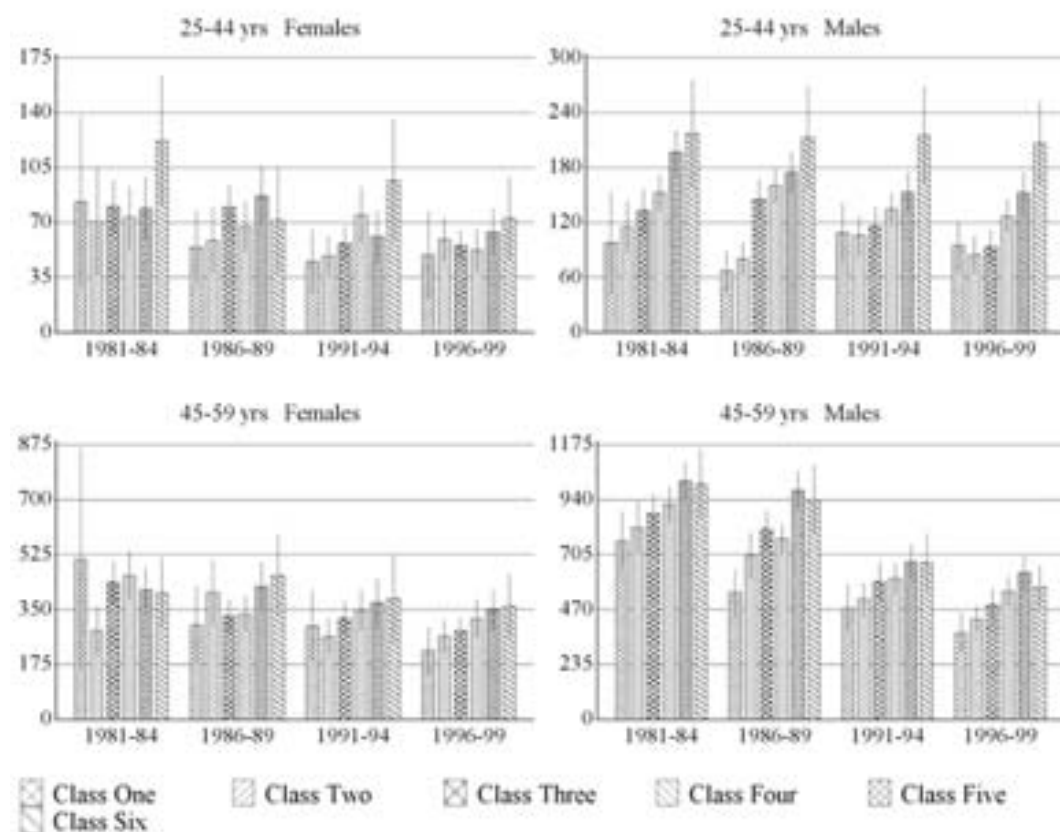 25-44 yrs Females
175
140
105
70
35
0
1981-84 1986-89 1991-94 1996-99
25-44 yrs Males
300
240
180
120
60
0
1981-84 1986-89 1991-94 1996-99
45-59 yrs Females
875
700
525
350
175
0
1981-84 1986-89 1991-94 1996-99
45-59 yrs Males
1175
940
705
470
235
0
1981-84 1986-89 1991-94 1996-99
Class One Class Two Class Three Class Four Class Five
Class Six